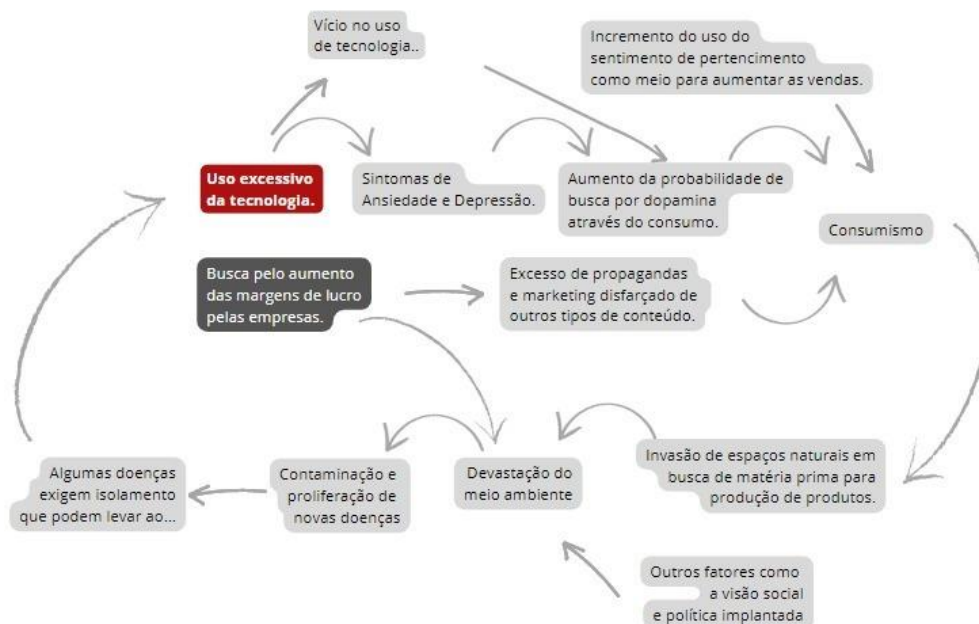 Vício no uso
de tecnologia..
Incremento do uso do
sentimento de pertencimento
como meio para aumentar as vendas.
Uso excessivo
da tecnologia.
Sintomas de
Ansiedade e Depressão.
Aumento da probabilidade de
busca por dopamina
através do consumo.
Consumismo
Busca pelo aumento
das margens de lucro
pelas empresas.
Excesso de propagandas
e marketing disfarçado de
outros tipos de conteúdo.
Algumas doenças
exigem isolamento
que podem levar ao...
Contaminação e
proliferação de
novas doenças
Devastação do
meio ambiente
Invasão de espaços naturais em
busca de matéria prima para
produção de produtos.
Outros fatores como
a visão social
e política implantada